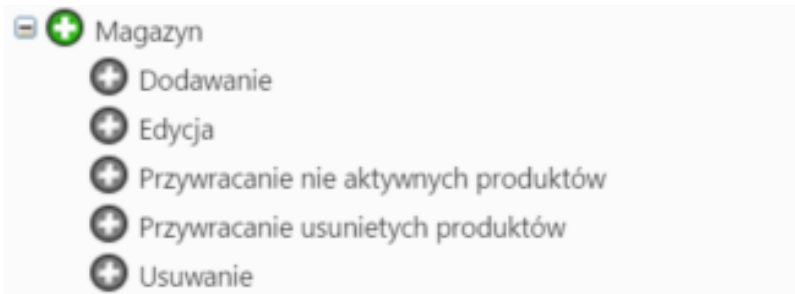 Magazyn
Dodawanie
Edycja
Przywracanie nie aktywnych produktów
Przywracanie usunietych produktów
Usuwanie